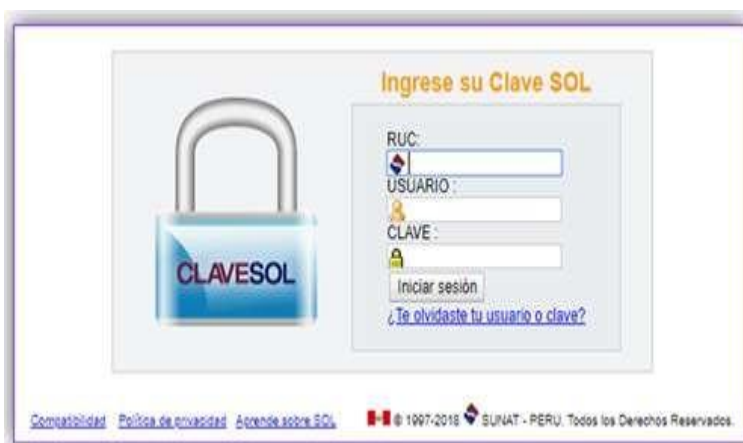 Ingrese su Clave SOL
RUC:
USUARIO :
CLAVE :
CLAVESOL
Iniciar sesión
¿Te olvidaste tu usuario o clave?
Compatibilidad Política de privacidad Aprende sobre SOL © 1997-2018 SUNAT - PERU. Todos los Derechos Reservados.